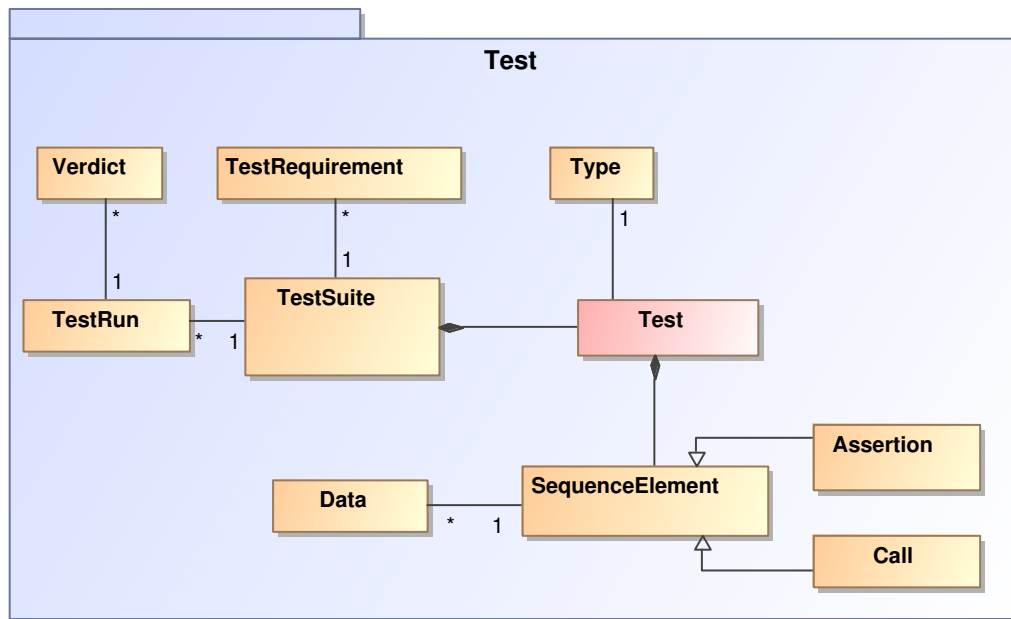 Test
Verdict
TestRequirement
Type
*
*
1
1
1
TestRun
TestSuite
Test
*
1
Assertion
SequenceElement
Data
*
1
Call